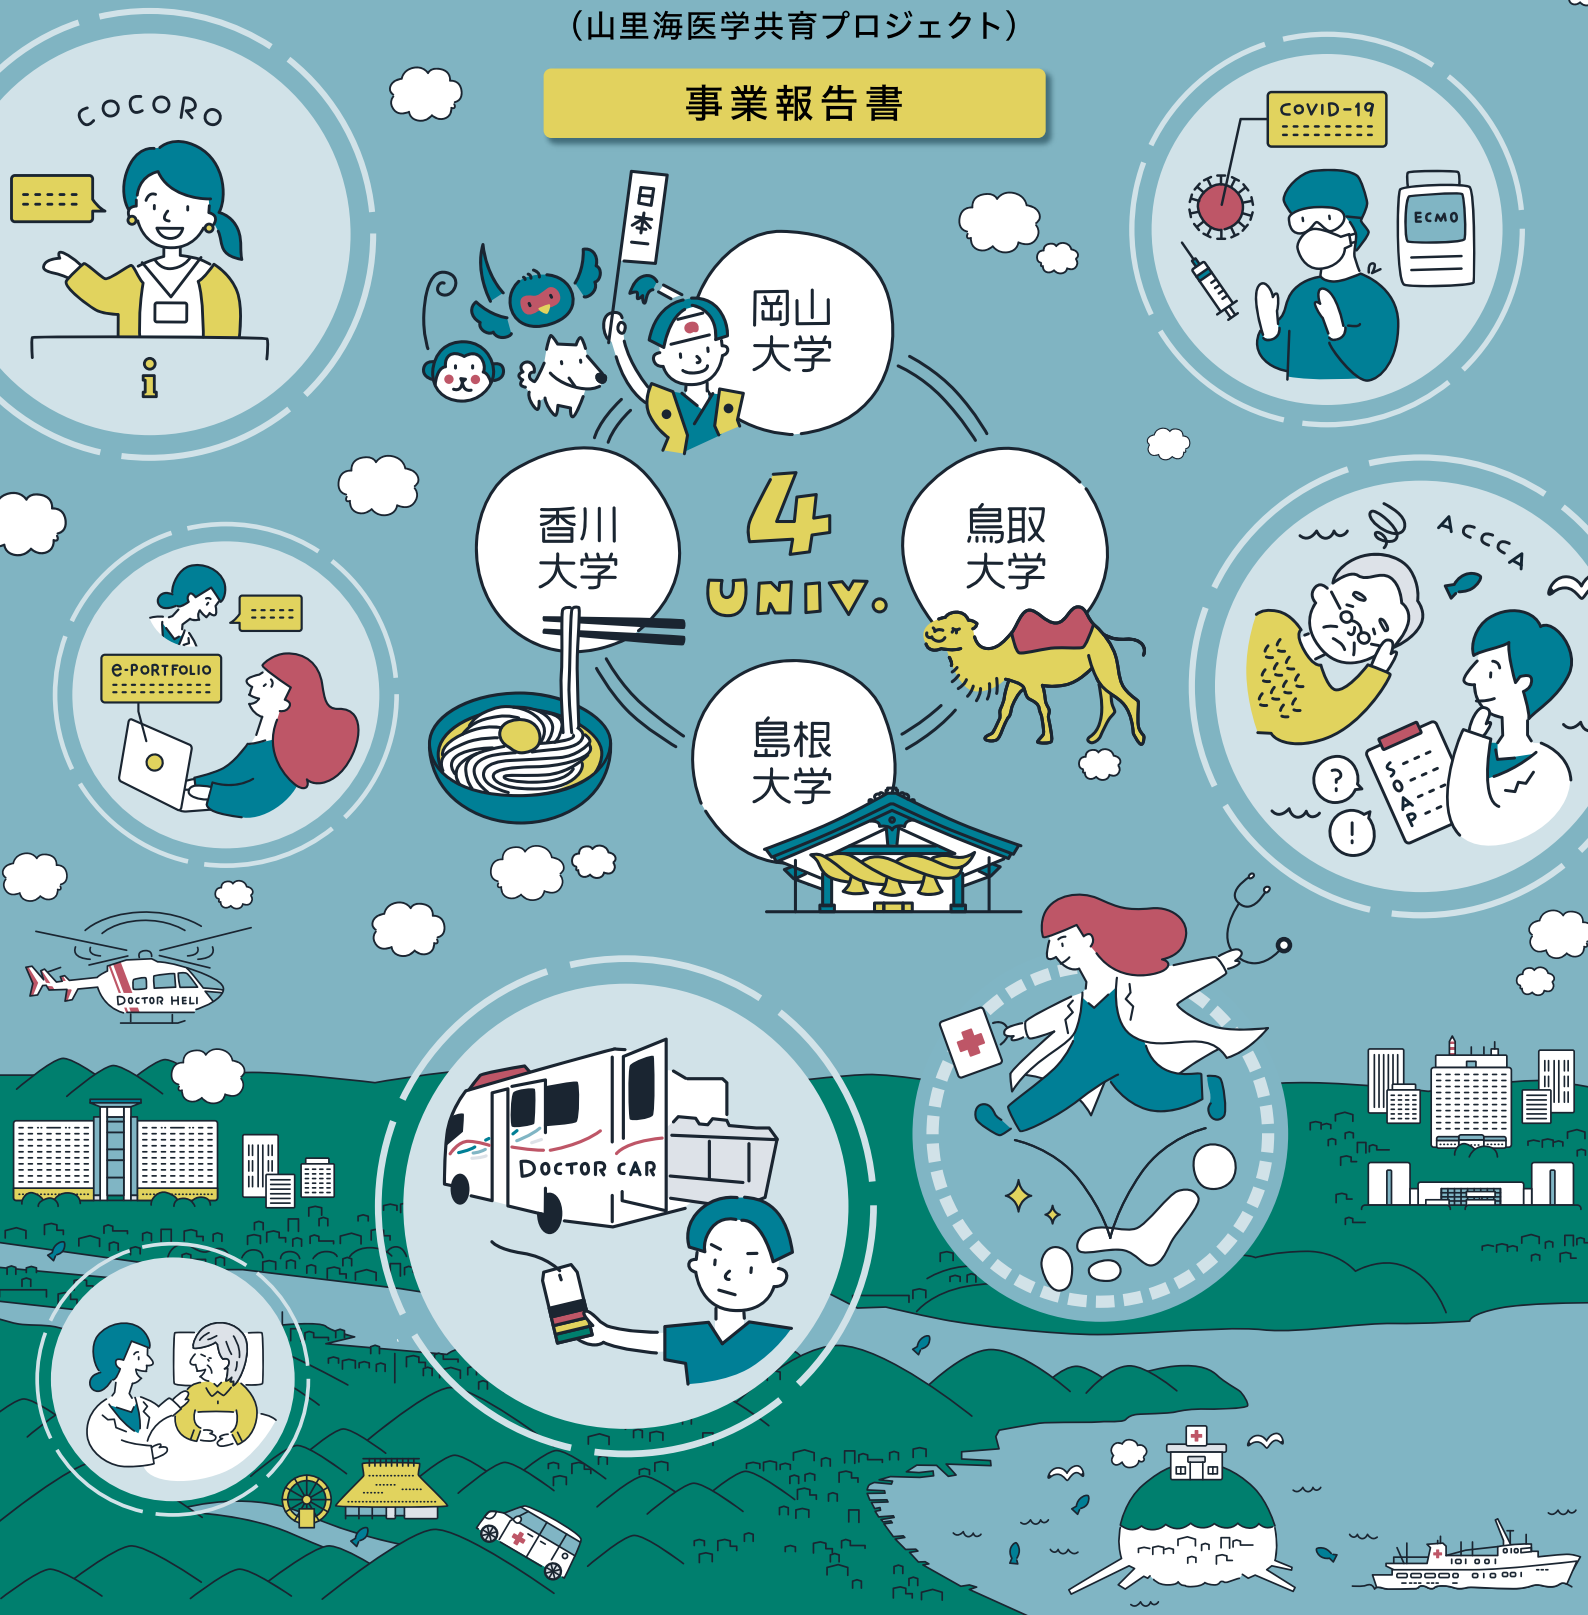 （山里海医学共育プロジェクト）
事業報告書
COCORO
i
COVID-19
ECMO
日本一
岡山
大学
香川
大学
4
UNIV.
鳥取
大学
島根
大学
e-PORTFOLIO
ACCCA
SOAP
?
!
DOCTOR HELI
DOCTOR CAR